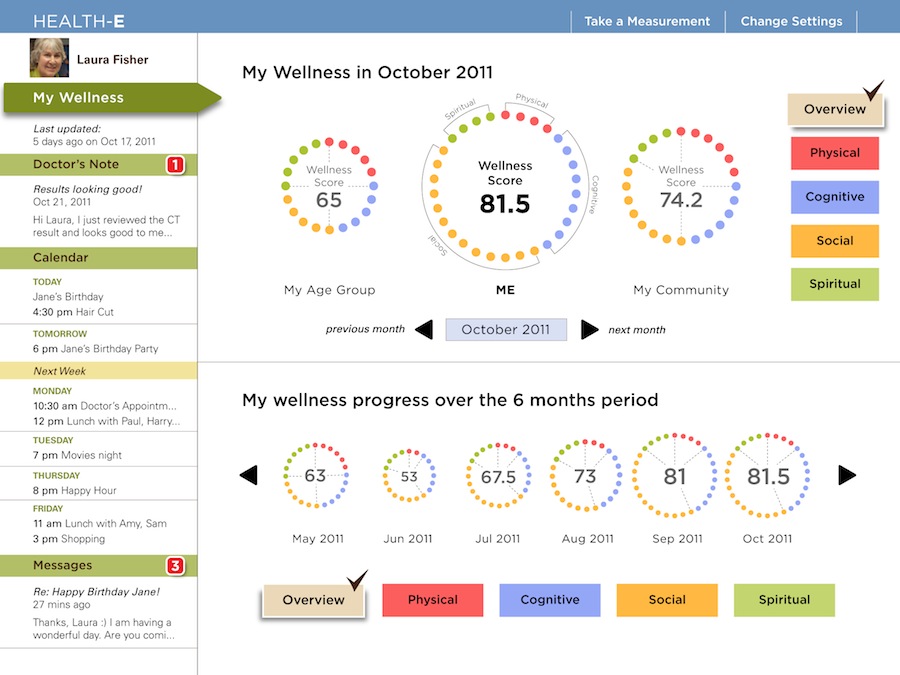 HEALTH-E
Take a Measurement
Change Settings
Laura Fisher
My Wellness
Last updated:
5 days ago on Oct 17, 2011
Doctor's Note
1
Results looking good!
Oct 21, 2011
Hi Laura, I just reviewed the CT
result and looks good to me...
Calendar
TODAY
Jane's Birthday
4:30 pm Hair Cut
TOMORROW
6 pm Jane's Birthday Party
Next Week
MONDAY
10:30 am Doctor's Appointm...
12 pm Lunch with Paul, Harry...
TUESDAY
7 pm Movies night
THURSDAY
8 pm Happy Hour
FRIDAY
11 am Lunch with Amy, Sam
3 pm Shopping
Messages
3
Re: Happy Birthday Jane!
27 mins ago
Thanks, Laura :) I am having a
wonderful day. Are you comi...
My Wellness in October 2011
Wellness
Score
65
My Age Group
Spiritual
Physical
Cognitive
Social
Wellness
Score
81.5
ME
Wellness
Score
74.2
My Community
previous month
October 2011
next month
Overview
Physical
Cognitive
Social
Spiritual
My wellness progress over the 6 months period
63
53
67.5
73
81
81.5
May 2011
Jun 2011
Jul 2011
Aug 2011
Sep 2011
Oct 2011
Overview
Physical
Cognitive
Social
Spiritual